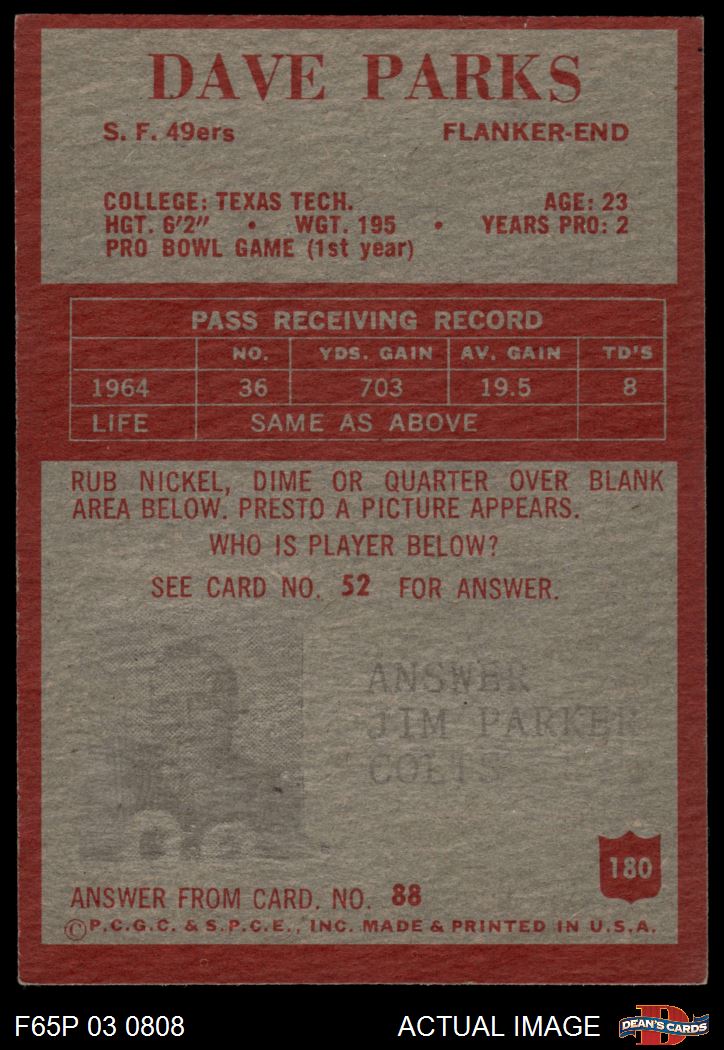 DAVE PARKS
S. F. 49ers FLANKER-END
COLLEGE: TEXAS TECH. AGE: 23
HGT. 6'2" • WGT. 195 • YEARS PRO: 2
PRO BOWL GAME (1st year)
PASS RECEIVING RECORD
NO. YDS. GAIN AV. GAIN TD'S
1964 36 703 19.5 8
LIFE SAME AS ABOVE
RUB NICKEL, DIME OR QUARTER OVER BLANK
AREA BELOW. PRESTO A PICTURE APPEARS.
WHO IS PLAYER BELOW?
SEE CARD NO. 52 FOR ANSWER.
ANSWER
JIM PARKER
COLTS
180
ANSWER FROM CARD. NO. 88
©P.C.G.C. & S.P.C.E., INC. MADE & PRINTED IN U.S.A.
F65P 03 0808 ACTUAL IMAGE
D
DEAN'S CARDS